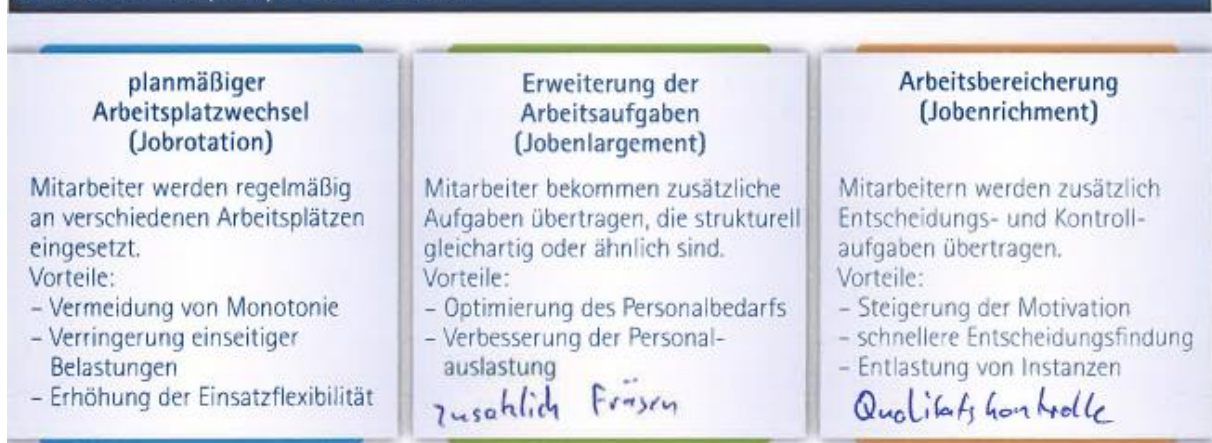 planmäßiger
Arbeitsplatzwechsel
(Jobrotation)
Mitarbeiter werden regelmäßig
an verschiedenen Arbeitsplätzen
eingesetzt.
Vorteile:
– Vermeidung von Monotonie
– Verringerung einseitiger
Belastungen
– Erhöhung der Einsatzflexibilität
Erweiterung der
Arbeitsaufgaben
(Jobenlargement)
Mitarbeiter bekommen zusätzliche
Aufgaben übertragen, die strukturell
gleichartig oder ähnlich sind.
Vorteile:
– Optimierung des Personalbedarfs
– Verbesserung der Personal-
auslastung
zusätzlich Fräsen
Arbeitsbereicherung
(Jobenrichment)
Mitarbeitern werden zusätzlich
Entscheidungs- und Kontroll-
aufgaben übertragen.
Vorteile:
– Steigerung der Motivation
– schnellere Entscheidungsfindung
– Entlastung von Instanzen
Qualitätskontrolle